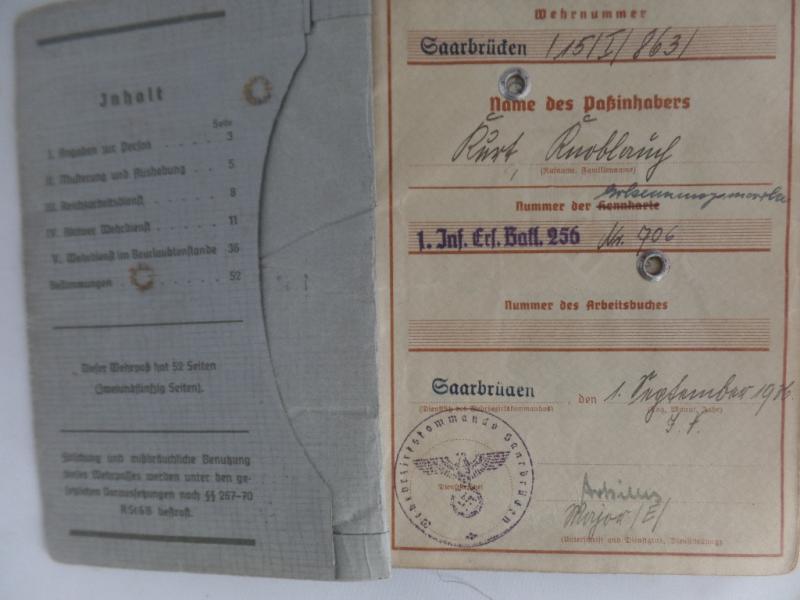 Inhalt
Seite
I. Angaben zur Person . . . . 3
II. Musterung und Aushebung . . 5
III. Reichsarbeitsdienst . . . . 8
IV. Aktiver Wehrdienst . . . . 11
V. Wehrdienst im Beurlaubtenstande 36
Bestimmungen . . . . . 52
Dieser Wehrpaß hat 52 Seiten
(zweiundfünfzig Seiten).
Fälschung und mißbräuchliche Benutzung
dieses Wehrpasses werden unter den ge-
setzlichen Voraussetzungen nach §§ 267–70
RStGB bestraft.
Wehrnummer
Saarbrücken /15/I/863/
Name des Paßinhabers
Kurt Knoblauch
(Rufname, Familienname)
Erkennungsmarke
Nummer der Kennkarte
1. Inf. Ers. Batl. 256 Nr. 706
Nummer des Arbeitsbuches
Saarbrücken, den 1. September 1936
(Dienstsitz des Wehrbezirkskommandos) (Tag, Monat, Jahr)
Wehrbezirkskommando Saarbrücken
Major /E/
(Unterschrift und Dienstgrad, Dienststellung)